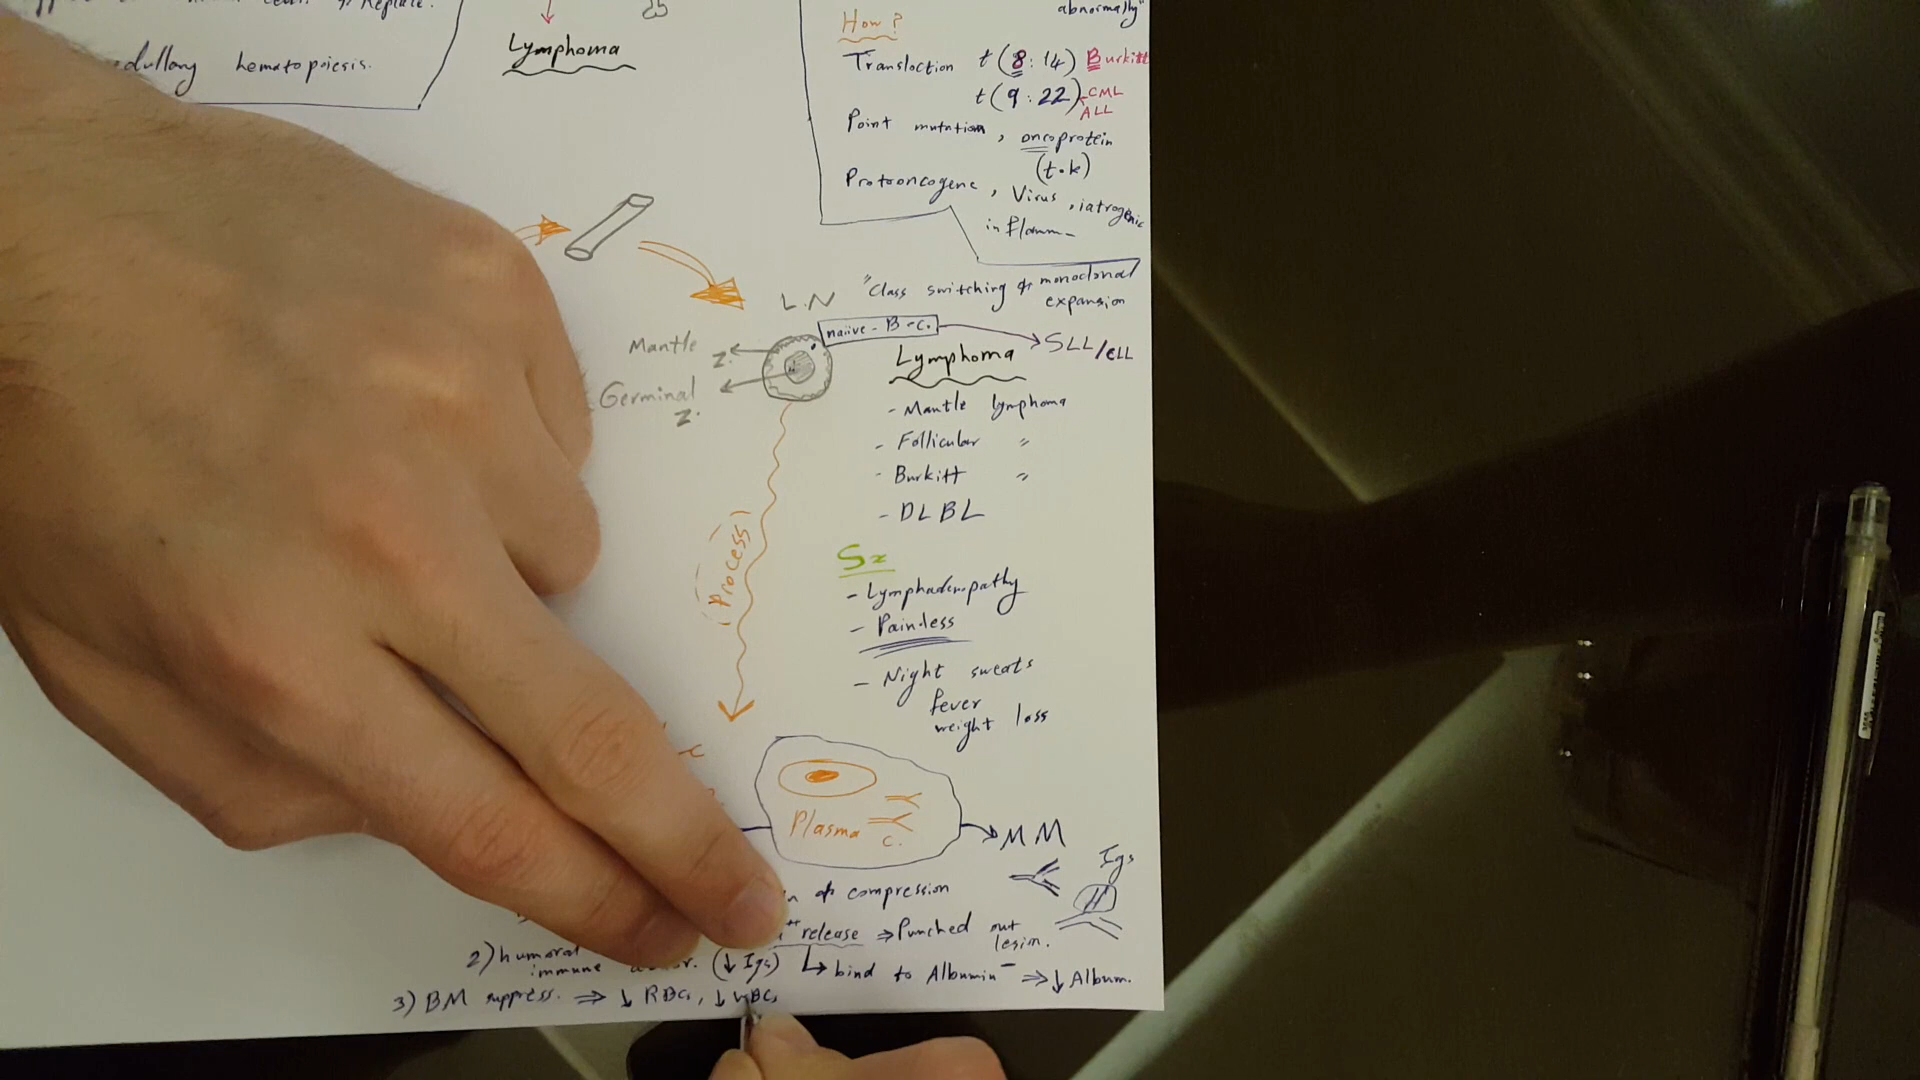 Replace.
abnormally"
How?
Lymphoma
hematopoiesis.
Transloction t(8:14) Burkitt
t(9:22) CML
ALL
Point mutation, oncoprotein
(t.k)
Protooncogene, Virus, iatrogenic
inflamm-
L.N
"Class switching & monoclonal
expansion
naiive-B-c.
SLL/CLL
Mantle
Z.
Germinal
Z.
Lymphoma
- Mantle lymphoma
- Follicular "
- Burkitt "
- DLBL
Sx
- Lymphadenopathy
- Painless
- Night sweats
fever
weight loss
(Process)
Plasma
c.
MM
Igs
H
& compression
release ⇒ Punched out
lesion.
2) humoral
immune (↓ Igs) ↳ bind to Albumin⁻ ⇒ ↓ Album.
3) BM suppress. ⇒ ↓ RBCs, ↓ WBCs